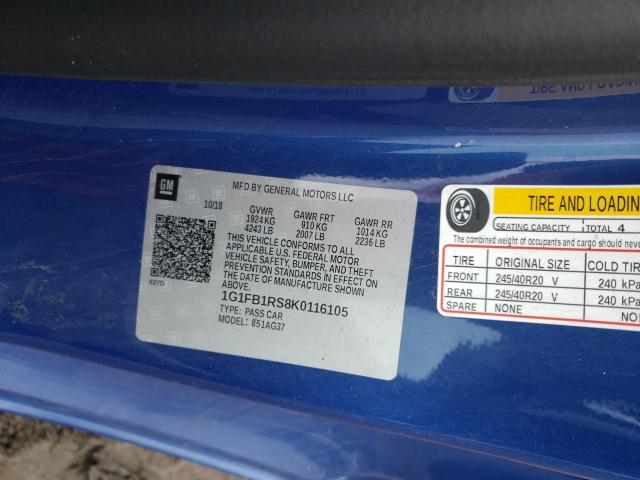 GM
MFD BY GENERAL MOTORS LLC
10/18
GVWR GAWR FRT GAWR RR
1924 KG 910 KG 1014 KG
4243 LB 2007 LB 2236 LB
THIS VEHICLE CONFORMS TO ALL
APPLICABLE U.S. FEDERAL MOTOR
VEHICLE SAFETY, BUMPER, AND THEFT
PREVENTION STANDARDS IN EFFECT ON
THE DATE OF MANUFACTURE SHOWN
ABOVE.
627D
1G1FB1RS8K0116105
TYPE: PASS CAR
MODEL: 851AG37
TIRE AND LOADIN
SEATING CAPACITY TOTAL 4
The combined weight of occupants and cargo should never
TIRE ORIGINAL SIZE COLD TI
FRONT 245/40R20 V 240 kPa
REAR 245/40R20 V 240 kPa
SPARE NONE NO